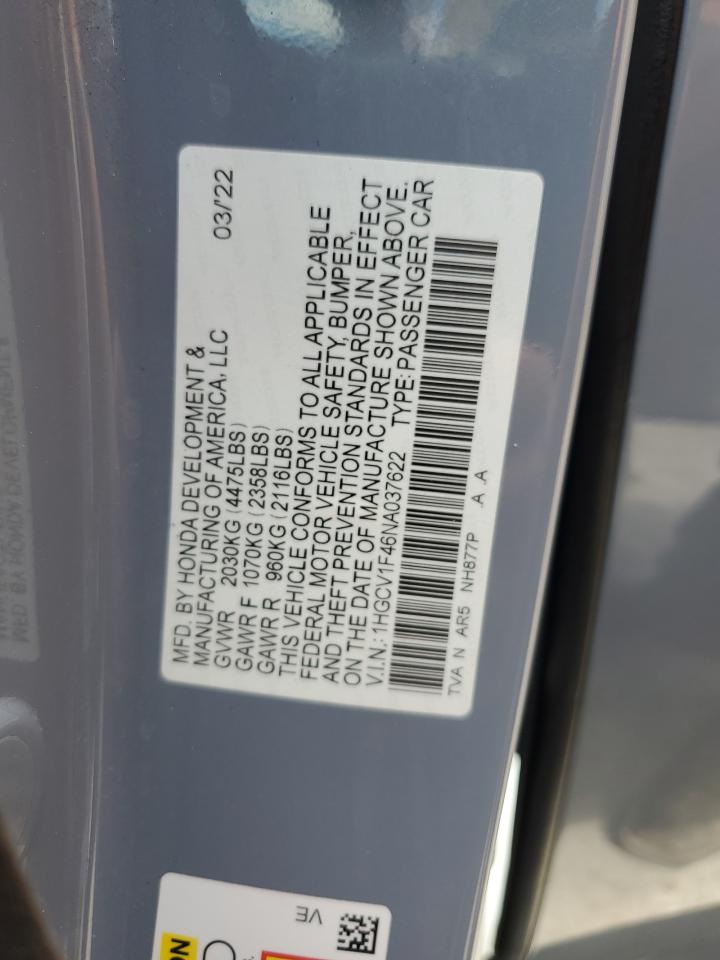 MFD. BY HONDA DEVELOPMENT &
MANUFACTURING OF AMERICA, LLC 03/'22
GVWR 2030KG (4475LBS)
GAWR F 1070KG (2358LBS)
GAWR R 960KG (2116LBS)
THIS VEHICLE CONFORMS TO ALL APPLICABLE
FEDERAL MOTOR VEHICLE SAFETY, BUMPER,
AND THEFT PREVENTION STANDARDS IN EFFECT
ON THE DATE OF MANUFACTURE SHOWN ABOVE.
V.I.N.: 1HGCV1F46NA037622 TYPE: PASSENGER CAR
TVA N AR5 NH877P A A
VE